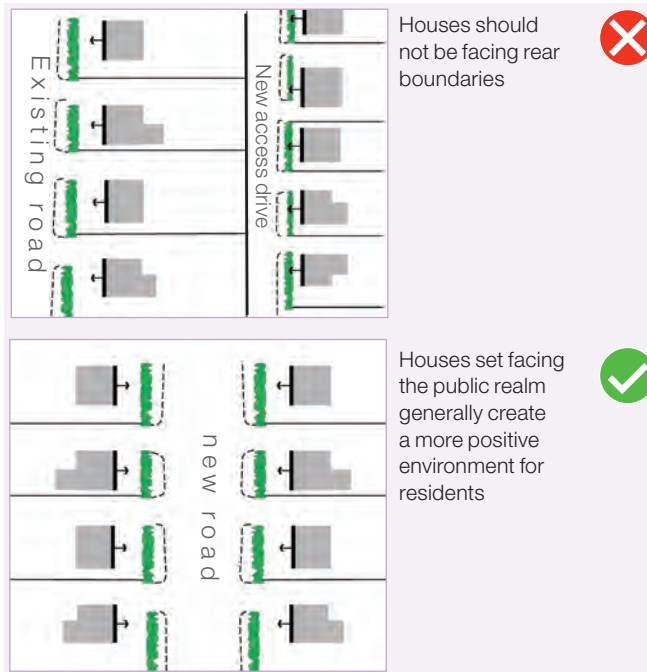 Existing road
New access drive
Houses should
not be facing rear
boundaries
new road
Houses set facing
the public realm
generally create
a more positive
environment for
residents